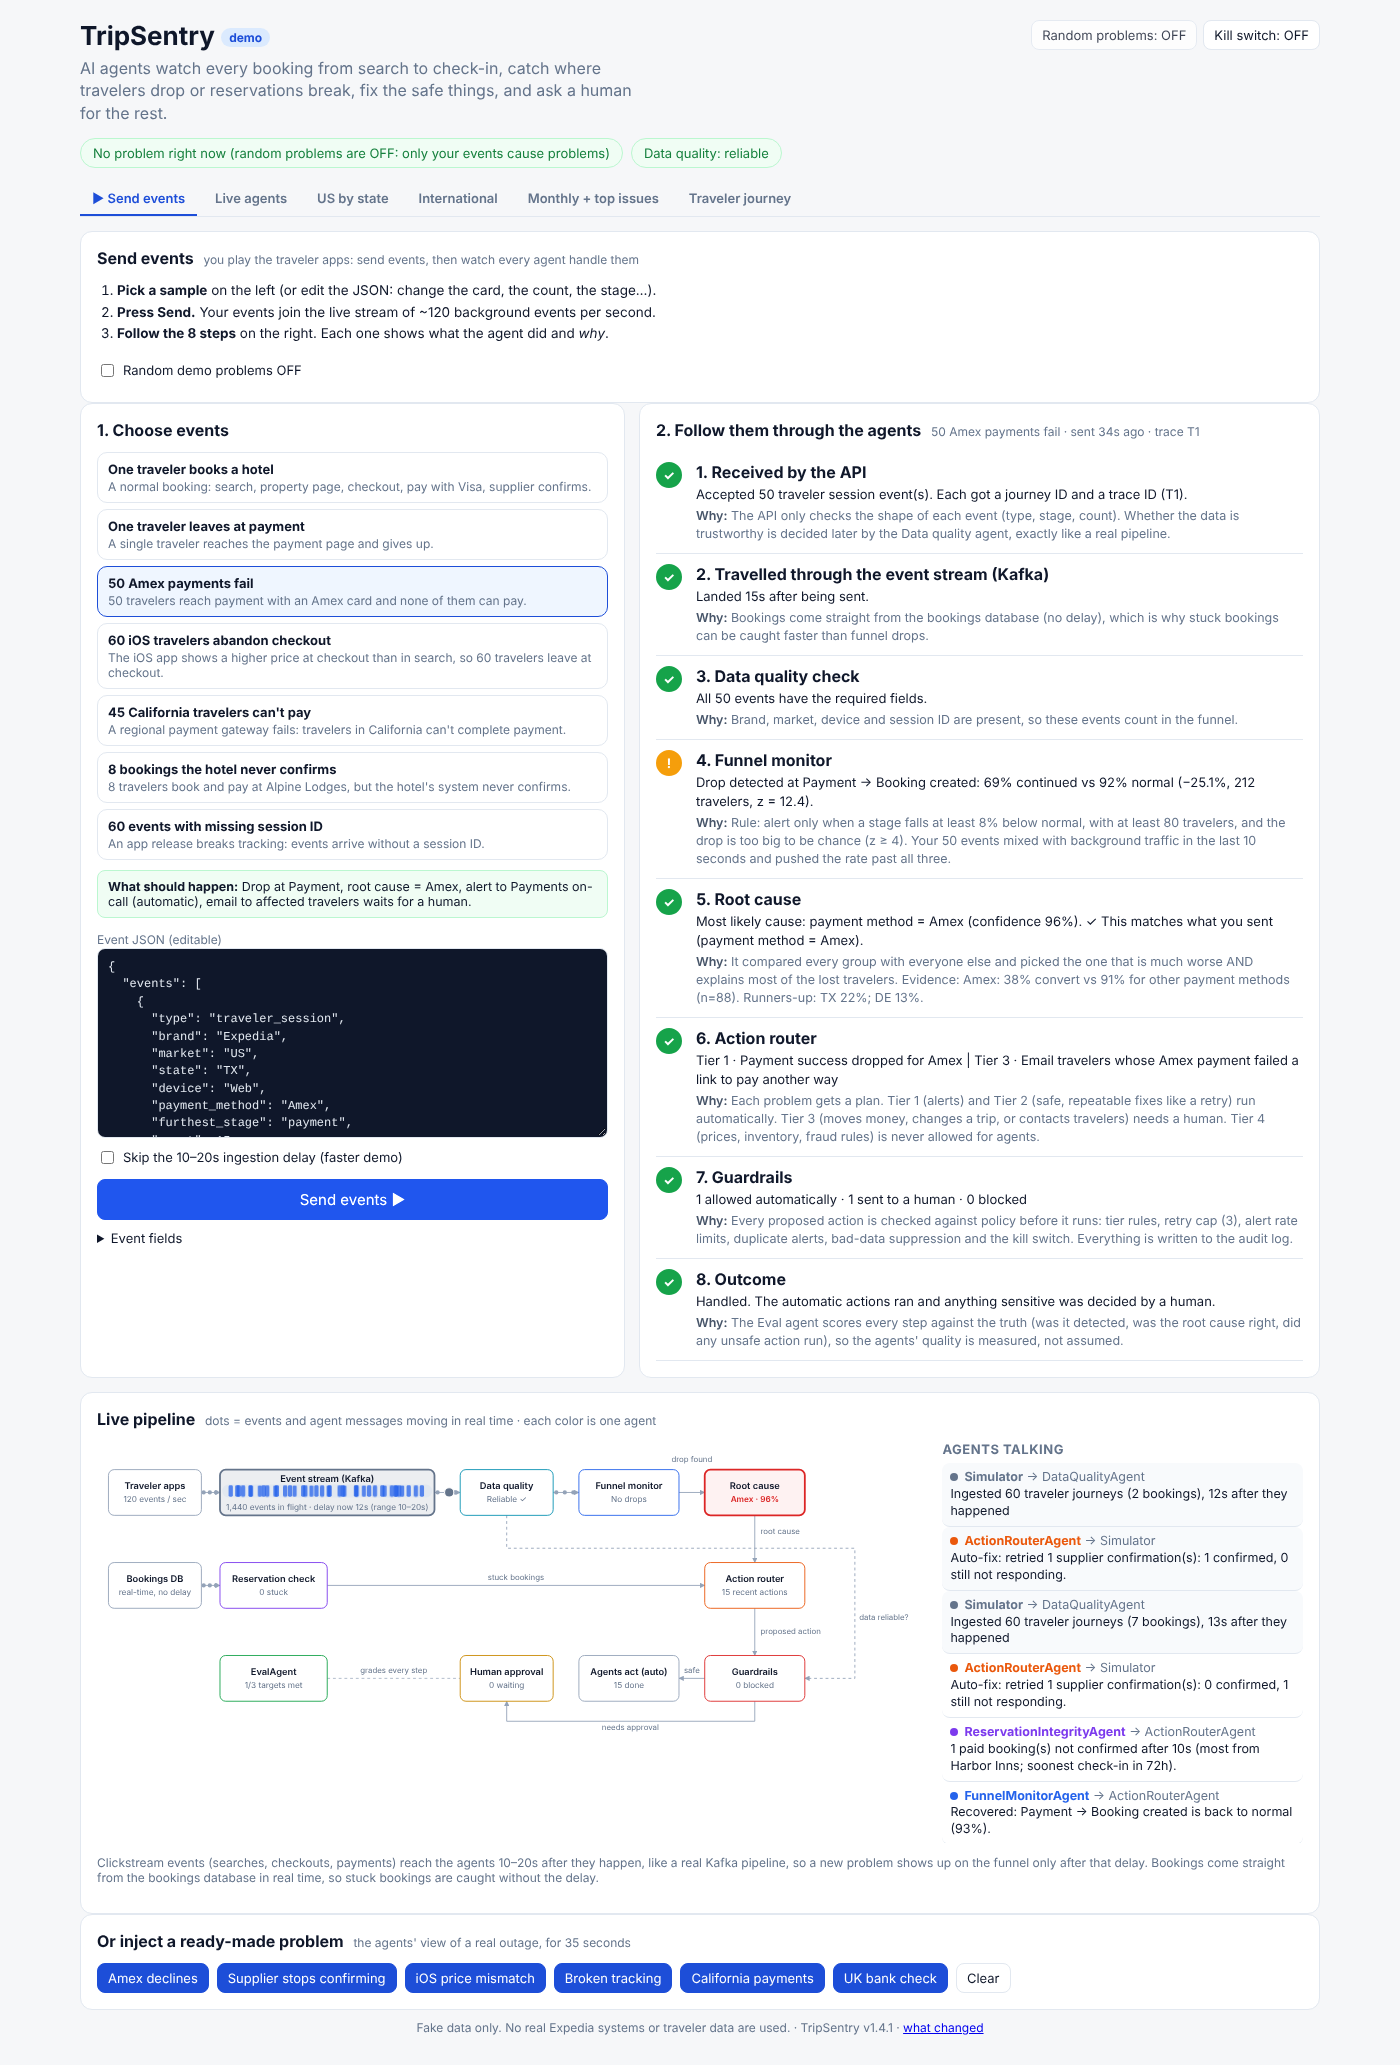 TripSentry demo
Random problems: OFF
Kill switch: OFF
AI agents watch every booking from search to check-in, catch where
travelers drop or reservations break, fix the safe things, and ask a human
for the rest.
No problem right now (random problems are OFF: only your events cause problems)
Data quality: reliable
▶ Send events
Live agents
US by state
International
Monthly + top issues
Traveler journey
Send events you play the traveler apps: send events, then watch every agent handle them
1. Pick a sample on the left (or edit the JSON: change the card, the count, the stage...).
2. Press Send. Your events join the live stream of ~120 background events per second.
3. Follow the 8 steps on the right. Each one shows what the agent did and why.
Random demo problems OFF
1. Choose events
One traveler books a hotel
A normal booking: search, property page, checkout, pay with Visa, supplier confirms.
One traveler leaves at payment
A single traveler reaches the payment page and gives up.
50 Amex payments fail
50 travelers reach payment with an Amex card and none of them can pay.
60 iOS travelers abandon checkout
The iOS app shows a higher price at checkout than in search, so 60 travelers leave at
checkout.
45 California travelers can't pay
A regional payment gateway fails: travelers in California can't complete payment.
8 bookings the hotel never confirms
8 travelers book and pay at Alpine Lodges, but the hotel's system never confirms.
60 events with missing session ID
An app release breaks tracking: events arrive without a session ID.
What should happen: Drop at Payment, root cause = Amex, alert to Payments on-
call (automatic), email to affected travelers waits for a human.
Event JSON (editable)
{
"events": [
{
"type": "traveler_session",
"brand": "Expedia",
"market": "US",
"state": "TX",
"device": "Web",
"payment_method": "Amex",
"furthest_stage": "payment",
Skip the 10–20s ingestion delay (faster demo)
Send events ▶
▶ Event fields
2. Follow them through the agents 50 Amex payments fail · sent 34s ago · trace T1
1. Received by the API
Accepted 50 traveler session event(s). Each got a journey ID and a trace ID (T1).
Why: The API only checks the shape of each event (type, stage, count). Whether the data is
trustworthy is decided later by the Data quality agent, exactly like a real pipeline.
2. Travelled through the event stream (Kafka)
Landed 15s after being sent.
Why: Bookings come straight from the bookings database (no delay), which is why stuck bookings
can be caught faster than funnel drops.
3. Data quality check
All 50 events have the required fields.
Why: Brand, market, device and session ID are present, so these events count in the funnel.
4. Funnel monitor
Drop detected at Payment → Booking created: 69% continued vs 92% normal (−25.1%, 212
travelers, z = 12.4).
Why: Rule: alert only when a stage falls at least 8% below normal, with at least 80 travelers, and the
drop is too big to be chance (z ≥ 4). Your 50 events mixed with background traffic in the last 10
seconds and pushed the rate past all three.
5. Root cause
Most likely cause: payment method = Amex (confidence 96%). ✓ This matches what you sent
(payment method = Amex).
Why: It compared every group with everyone else and picked the one that is much worse AND
explains most of the lost travelers. Evidence: Amex: 38% convert vs 91% for other payment methods
(n=88). Runners-up: TX 22%; DE 13%.
6. Action router
Tier 1 · Payment success dropped for Amex | Tier 3 · Email travelers whose Amex payment failed a
link to pay another way
Why: Each problem gets a plan. Tier 1 (alerts) and Tier 2 (safe, repeatable fixes like a retry) run
automatically. Tier 3 (moves money, changes a trip, or contacts travelers) needs a human. Tier 4
(prices, inventory, fraud rules) is never allowed for agents.
7. Guardrails
1 allowed automatically · 1 sent to a human · 0 blocked
Why: Every proposed action is checked against policy before it runs: tier rules, retry cap (3), alert rate
limits, duplicate alerts, bad-data suppression and the kill switch. Everything is written to the audit log.
8. Outcome
Handled. The automatic actions ran and anything sensitive was decided by a human.
Why: The Eval agent scores every step against the truth (was it detected, was the root cause right, did
any unsafe action run), so the agents' quality is measured, not assumed.
Live pipeline dots = events and agent messages moving in real time · each color is one agent
drop found
Traveler apps
120 events / sec
Event stream (Kafka)
1,440 events in flight · delay now 12s (range 10–20s)
Data quality
Reliable ✓
Funnel monitor
No drops
Root cause
Amex · 96%
root cause
Bookings DB
real-time, no delay
Reservation check
0 stuck
stuck bookings
Action router
15 recent actions
data reliable?
proposed action
EvalAgent
1/3 targets met
grades every step
Human approval
0 waiting
Agents act (auto)
15 done
safe
Guardrails
0 blocked
needs approval
AGENTS TALKING
Simulator → DataQualityAgent
Ingested 60 traveler journeys (2 bookings), 12s after they
happened
ActionRouterAgent → Simulator
Auto-fix: retried 1 supplier confirmation(s): 1 confirmed, 0
still not responding.
Simulator → DataQualityAgent
Ingested 60 traveler journeys (7 bookings), 13s after they
happened
ActionRouterAgent → Simulator
Auto-fix: retried 1 supplier confirmation(s): 0 confirmed, 1
still not responding.
ReservationIntegrityAgent → ActionRouterAgent
1 paid booking(s) not confirmed after 10s (most from
Harbor Inns; soonest check-in in 72h).
FunnelMonitorAgent → ActionRouterAgent
Recovered: Payment → Booking created is back to normal
(93%).
Clickstream events (searches, checkouts, payments) reach the agents 10–20s after they happen, like a real Kafka pipeline, so a new problem shows up on the funnel only after that delay. Bookings come straight
from the bookings database in real time, so stuck bookings are caught without the delay.
Or inject a ready-made problem the agents' view of a real outage, for 35 seconds
Amex declines
Supplier stops confirming
iOS price mismatch
Broken tracking
California payments
UK bank check
Clear
Fake data only. No real Expedia systems or traveler data are used. · TripSentry v1.4.1 · what changed